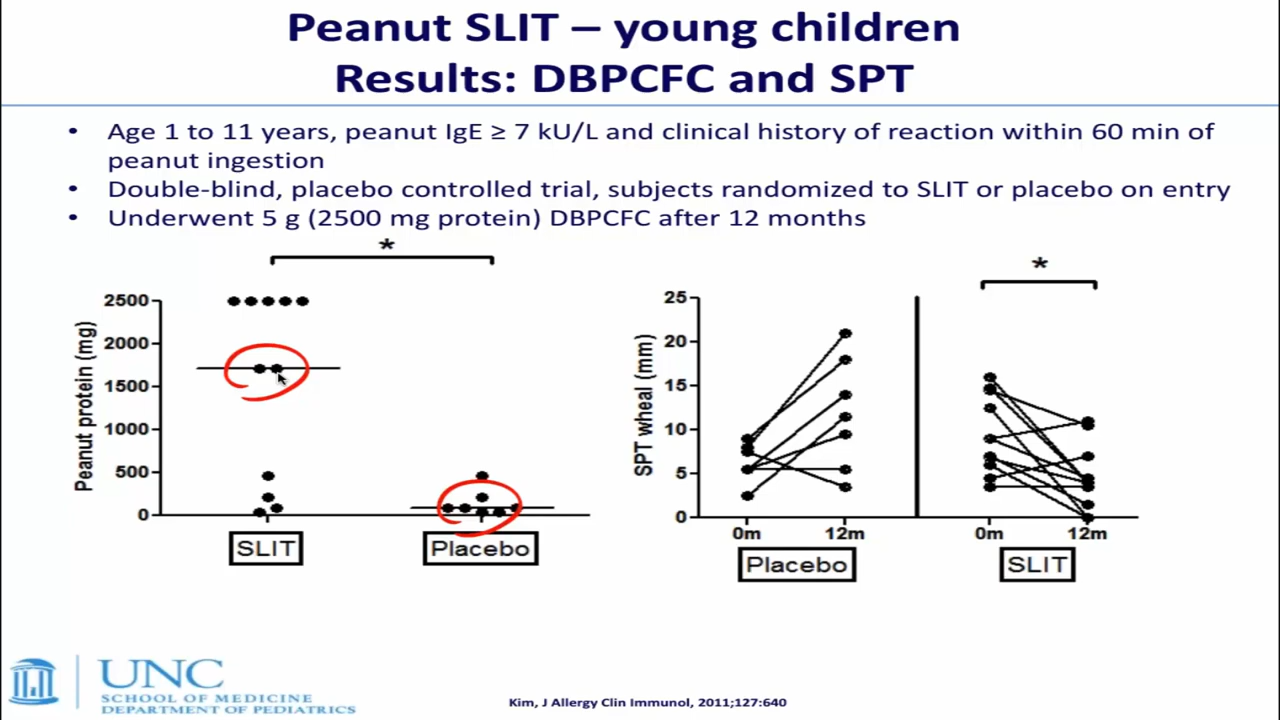 Peanut SLIT – young children
Results: DBPCFC and SPT
• Age 1 to 11 years, peanut IgE ≥ 7 kU/L and clinical history of reaction within 60 min of
peanut ingestion
• Double-blind, placebo controlled trial, subjects randomized to SLIT or placebo on entry
• Underwent 5 g (2500 mg protein) DBPCFC after 12 months
*
Peanut protein (mg)
2500
2000
1500
1000
500
0
SLIT
Placebo
*
SPT wheal (mm)
25
20
15
10
5
0
0m
12m
0m
12m
Placebo
SLIT
UNC
SCHOOL OF MEDICINE
DEPARTMENT OF PEDIATRICS
Kim, J Allergy Clin Immunol, 2011;127:640